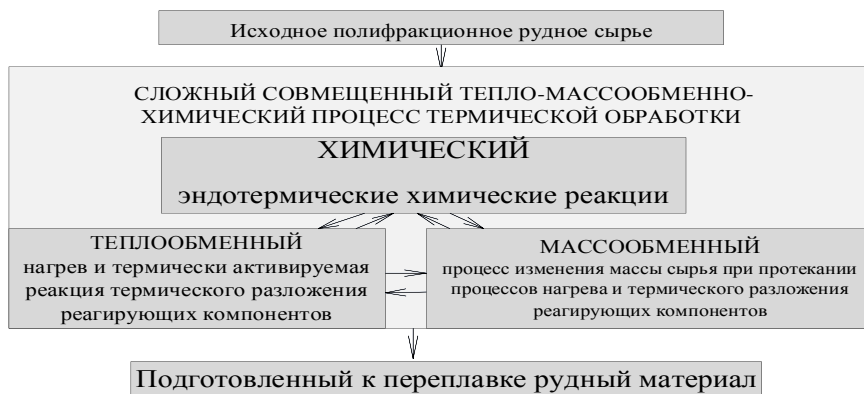 Исходное полифракционное рудное сырье
СЛОЖНЫЙ СОВМЕЩЕННЫЙ ТЕПЛО-МАССООБМЕННО-
ХИМИЧЕСКИЙ ПРОЦЕСС ТЕРМИЧЕСКОЙ ОБРАБОТКИ
ХИМИЧЕСКИЙ
эндотермические химические реакции
ТЕПЛООБМЕННЫЙ
нагрев и термически активируемая
реакция термического разложения
реагирующих компонентов
МАССООБМЕННЫЙ
процесс изменения массы сырья при протекании
процессов нагрева и термического разложения
реагирующих компонентов
Подготовленный к переплавке рудный материал